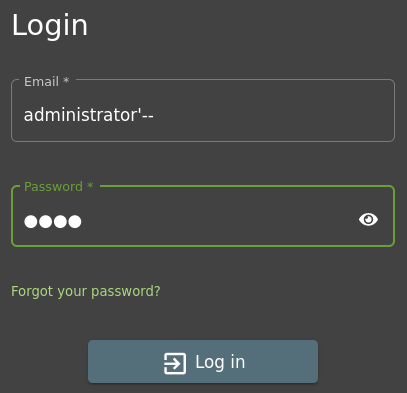 Login
Email *
administrator'--
Password *
●●●●
Forgot your password?
Log in